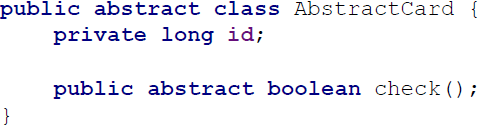 public abstract class AbstractCard {
    private long id;

    public abstract boolean check();
}